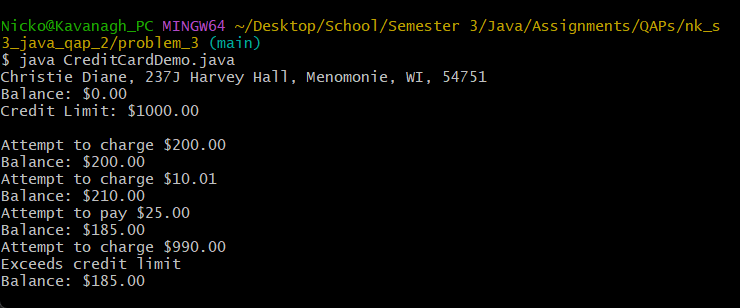 Nicko@Kavanagh_PC MINGW64 ~/Desktop/School/Semester 3/Java/Assignments/QAPs/nk_s
3_java_qap_2/problem_3 (main)
$ java CreditCardDemo.java
Christie Diane, 237J Harvey Hall, Menomonie, WI, 54751
Balance: $0.00
Credit Limit: $1000.00

Attempt to charge $200.00
Balance: $200.00
Attempt to charge $10.01
Balance: $210.00
Attempt to pay $25.00
Balance: $185.00
Attempt to charge $990.00
Exceeds credit limit
Balance: $185.00